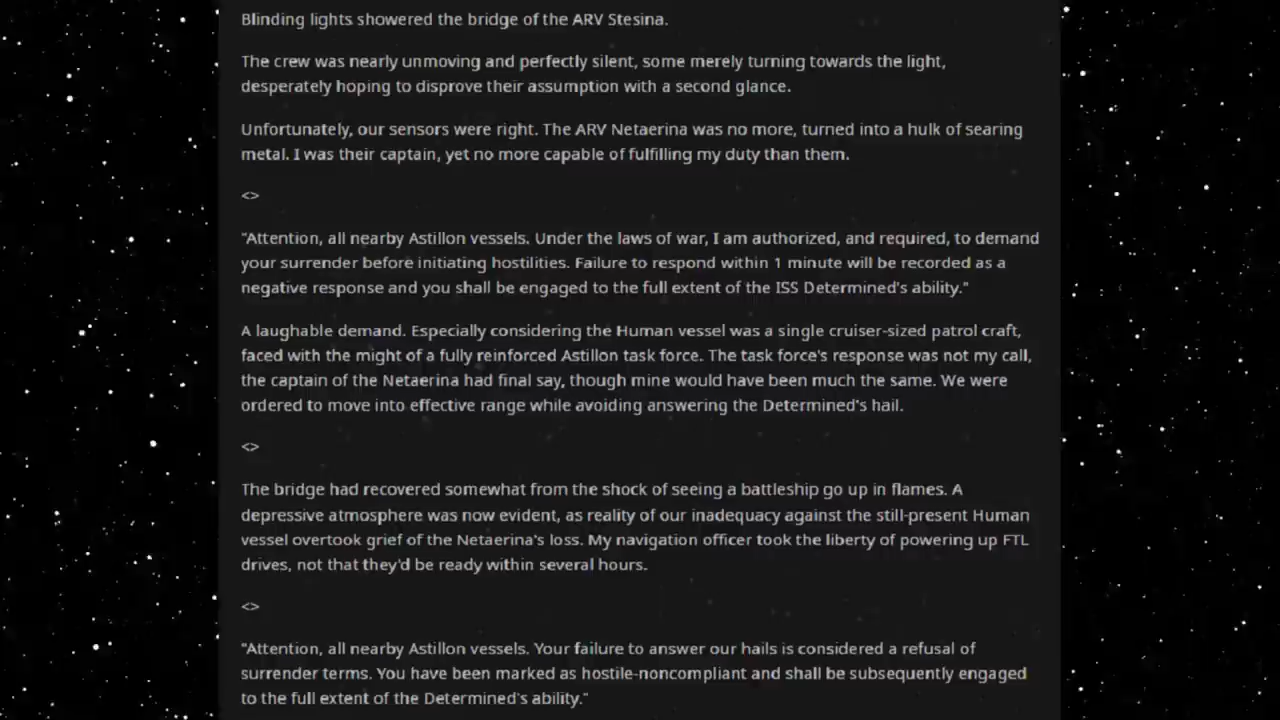 Blinding lights showered the bridge of the ARV Stesina.
The crew was nearly unmoving and perfectly silent, some merely turning towards the light,
desperately hoping to disprove their assumption with a second glance.
Unfortunately, our sensors were right. The ARV Netaerina was no more, turned into a hulk of searing
metal. I was their captain, yet no more capable of fulfilling my duty than them.
<>
"Attention, all nearby Astillon vessels. Under the laws of war, I am authorized, and required, to demand
your surrender before initiating hostilities. Failure to respond within 1 minute will be recorded as a
negative response and you shall be engaged to the full extent of the ISS Determined's ability."
A laughable demand. Especially considering the Human vessel was a single cruiser-sized patrol craft,
faced with the might of a fully reinforced Astillon task force. The task force's response was not my call,
the captain of the Netaerina had final say, though mine would have been much the same. We were
ordered to move into effective range while avoiding answering the Determined's hail.
<>
The bridge had recovered somewhat from the shock of seeing a battleship go up in flames. A
depressive atmosphere was now evident, as reality of our inadequacy against the still-present Human
vessel overtook grief of the Netaerina's loss. My navigation officer took the liberty of powering up FTL
drives, not that they'd be ready within several hours.
<>
"Attention, all nearby Astillon vessels. Your failure to answer our hails is considered a refusal of
surrender terms. You have been marked as hostile-noncompliant and shall be subsequently engaged
to the full extent of the Determined's ability."